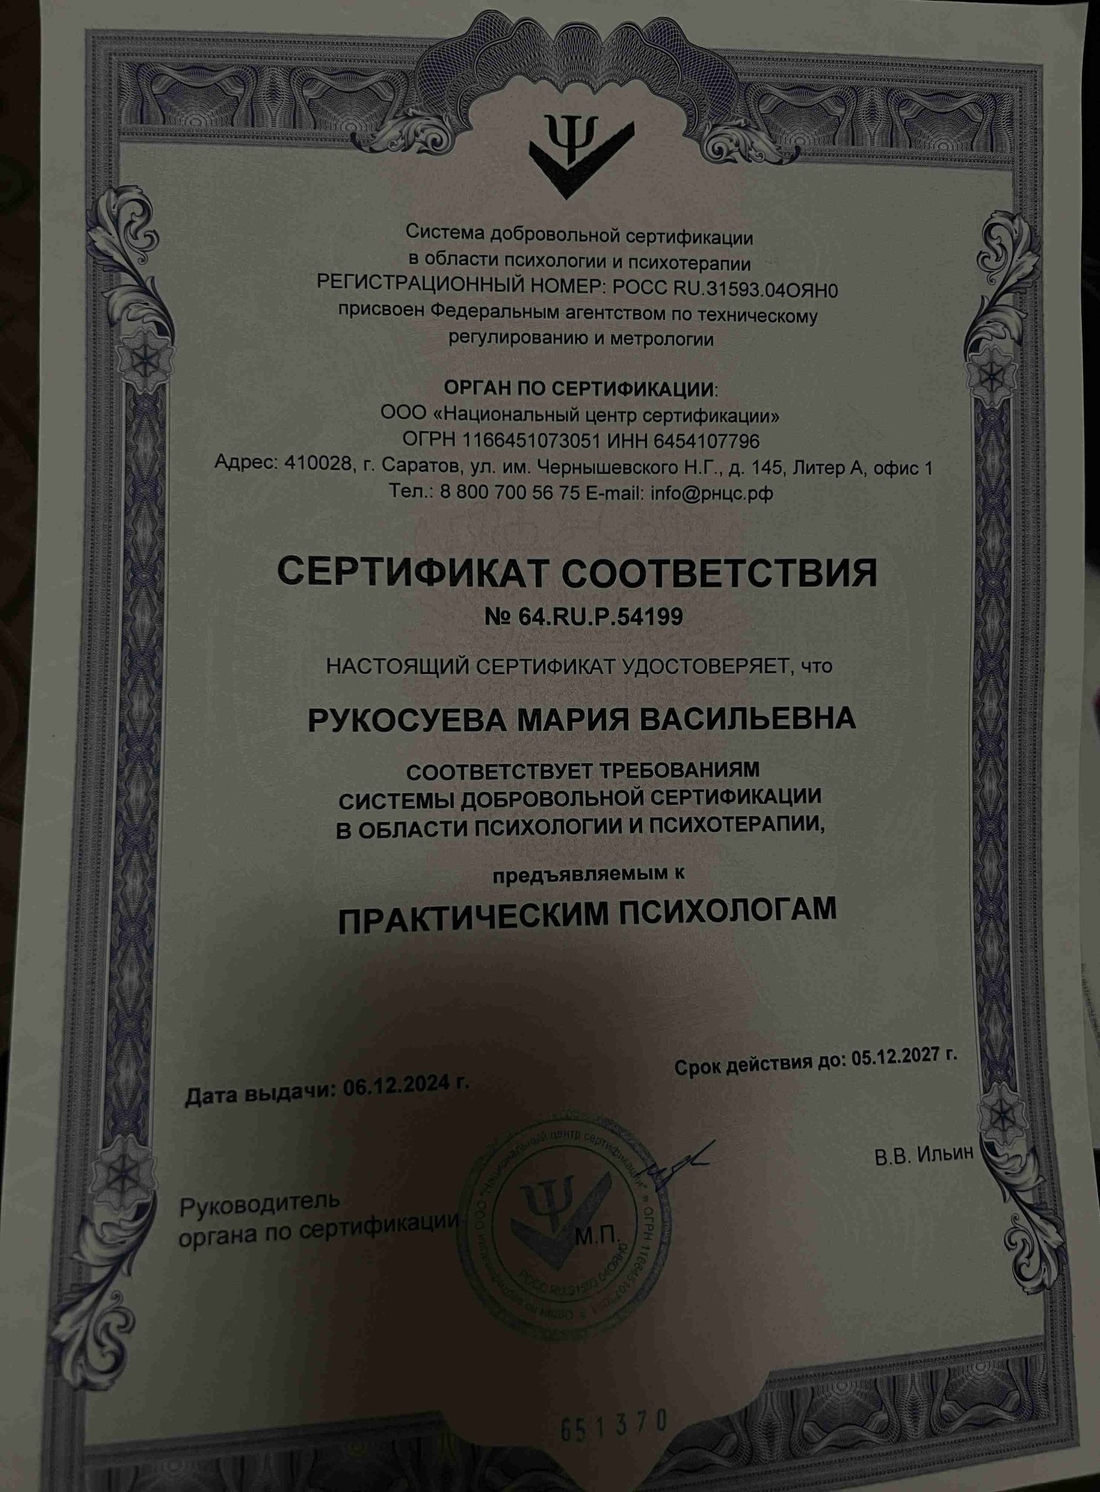 Система добровольной сертификации
в области психологии и психотерапии
РЕГИСТРАЦИОННЫЙ НОМЕР: РОСС RU.31593.04ОЯН0
присвоен Федеральным агентством по техническому
регулированию и метрологии
ОРГАН ПО СЕРТИФИКАЦИИ:
ООО «Национальный центр сертификации»
ОГРН 1166451073051 ИНН 6454107796
Адрес: 410028, г. Саратов, ул. им. Чернышевского Н.Г., д. 145, Литер А, офис 1
Тел.: 8 800 700 56 75 E-mail: info@рнцс.рф
СЕРТИФИКАТ СООТВЕТСТВИЯ
№ 64.RU.P.54199
НАСТОЯЩИЙ СЕРТИФИКАТ УДОСТОВЕРЯЕТ, что
РУКОСУЕВА МАРИЯ ВАСИЛЬЕВНА
СООТВЕТСТВУЕТ ТРЕБОВАНИЯМ
СИСТЕМЫ ДОБРОВОЛЬНОЙ СЕРТИФИКАЦИИ
В ОБЛАСТИ ПСИХОЛОГИИ И ПСИХОТЕРАПИИ,
предъявляемым к
ПРАКТИЧЕСКИМ ПСИХОЛОГАМ
Дата выдачи: 06.12.2024 г.
Срок действия до: 05.12.2027 г.
Руководитель
органа по сертификации
М.П.
В.В. Ильин
"Национальный центр сертификации"
651370